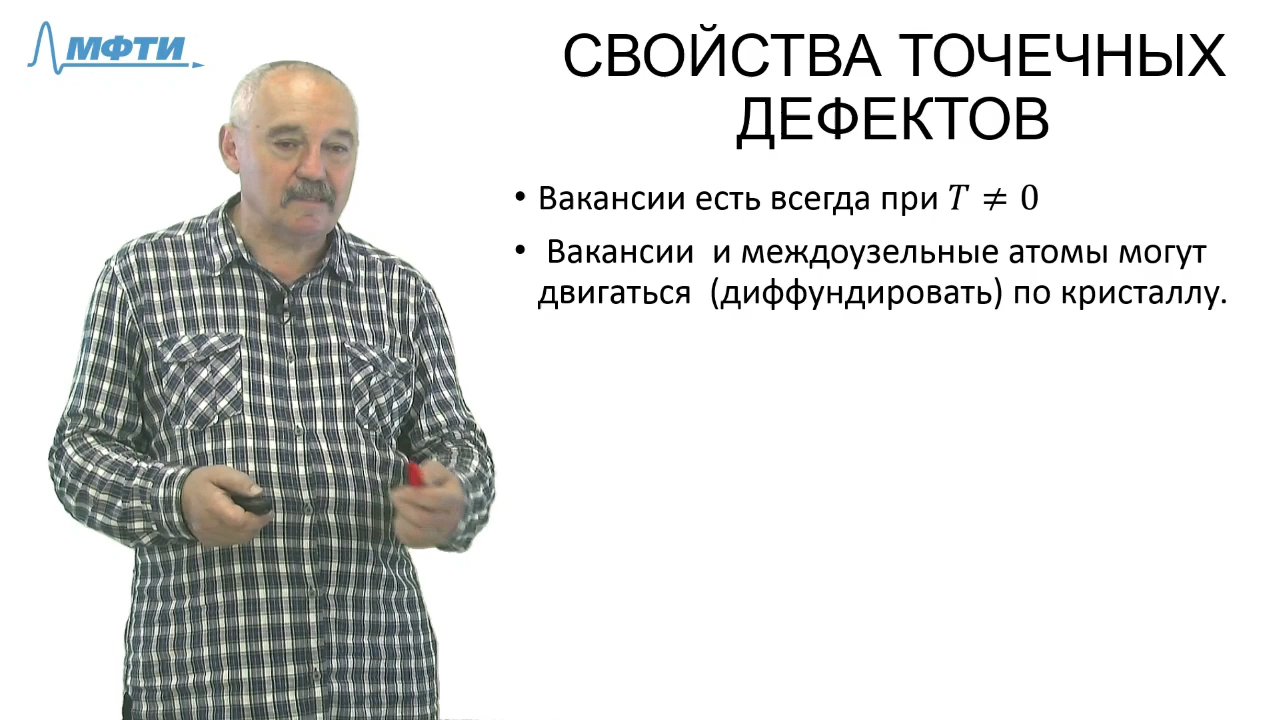 МФТИ
СВОЙСТВА ТОЧЕЧНЫХ
ДЕФЕКТОВ
• Вакансии есть всегда при T ≠ 0
• Вакансии и междоузельные атомы могут
двигаться (диффундировать) по кристаллу.